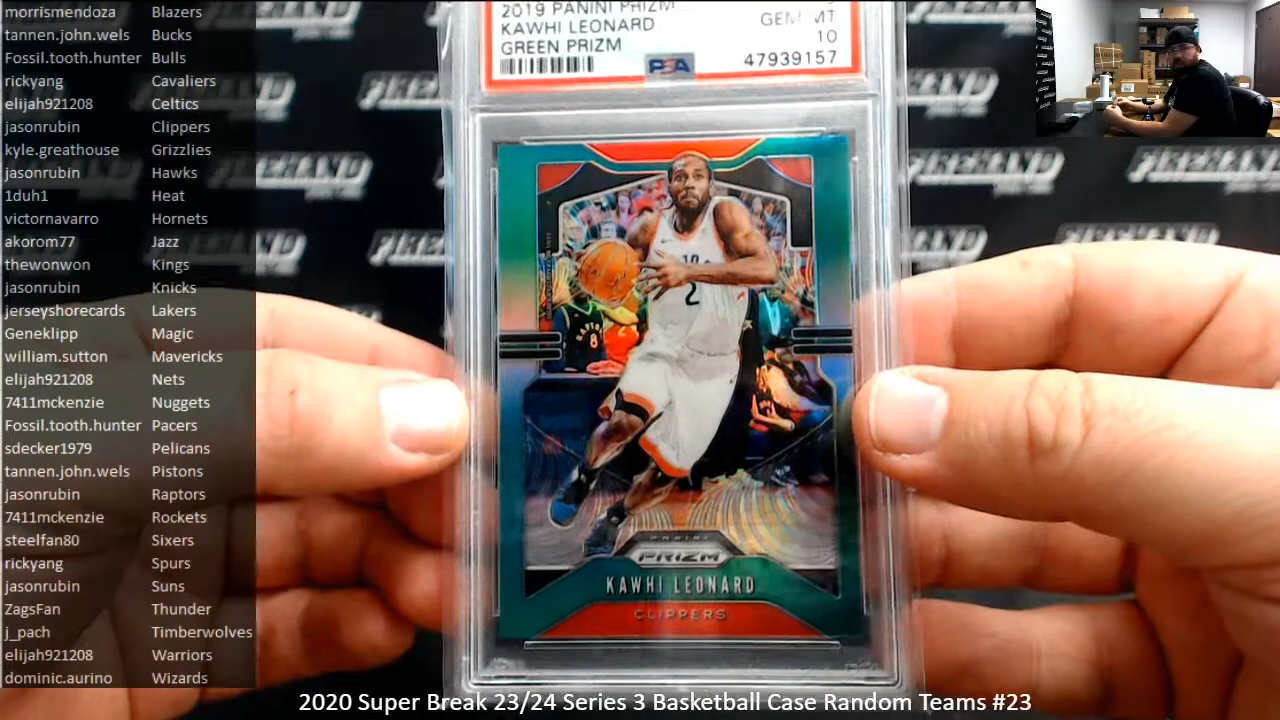 morrismendoza Blazers
tannen.john.wels Bucks
Fossil.tooth.hunter Bulls
rickyang Cavaliers
elijah921208 Celtics
jasonrubin Clippers
kyle.greathouse Grizzlies
jasonrubin Hawks
1duh1 Heat
victornavarro Hornets
akorom77 Jazz
thewonwon Kings
jasonrubin Knicks
jerseyshorecards Lakers
Geneklipp Magic
william.sutton Mavericks
elijah921208 Nets
7411mckenzie Nuggets
Fossil.tooth.hunter Pacers
sdecker1979 Pelicans
tannen.john.wels Pistons
jasonrubin Raptors
7411mckenzie Rockets
steelfan80 Sixers
rickyang Spurs
jasonrubin Suns
ZagsFan Thunder
j_pach Timberwolves
elijah921208 Warriors
dominic.aurino Wizards
2019 PANINI PRIZM
KAWHI LEONARD GEM MT
GREEN PRIZM 10
PSA 47939157
FIREHAND
2
8
PANINI
PRIZM
KAWHI LEONARD
CLIPPERS
2020 Super Break 23/24 Series 3 Basketball Case Random Teams #23